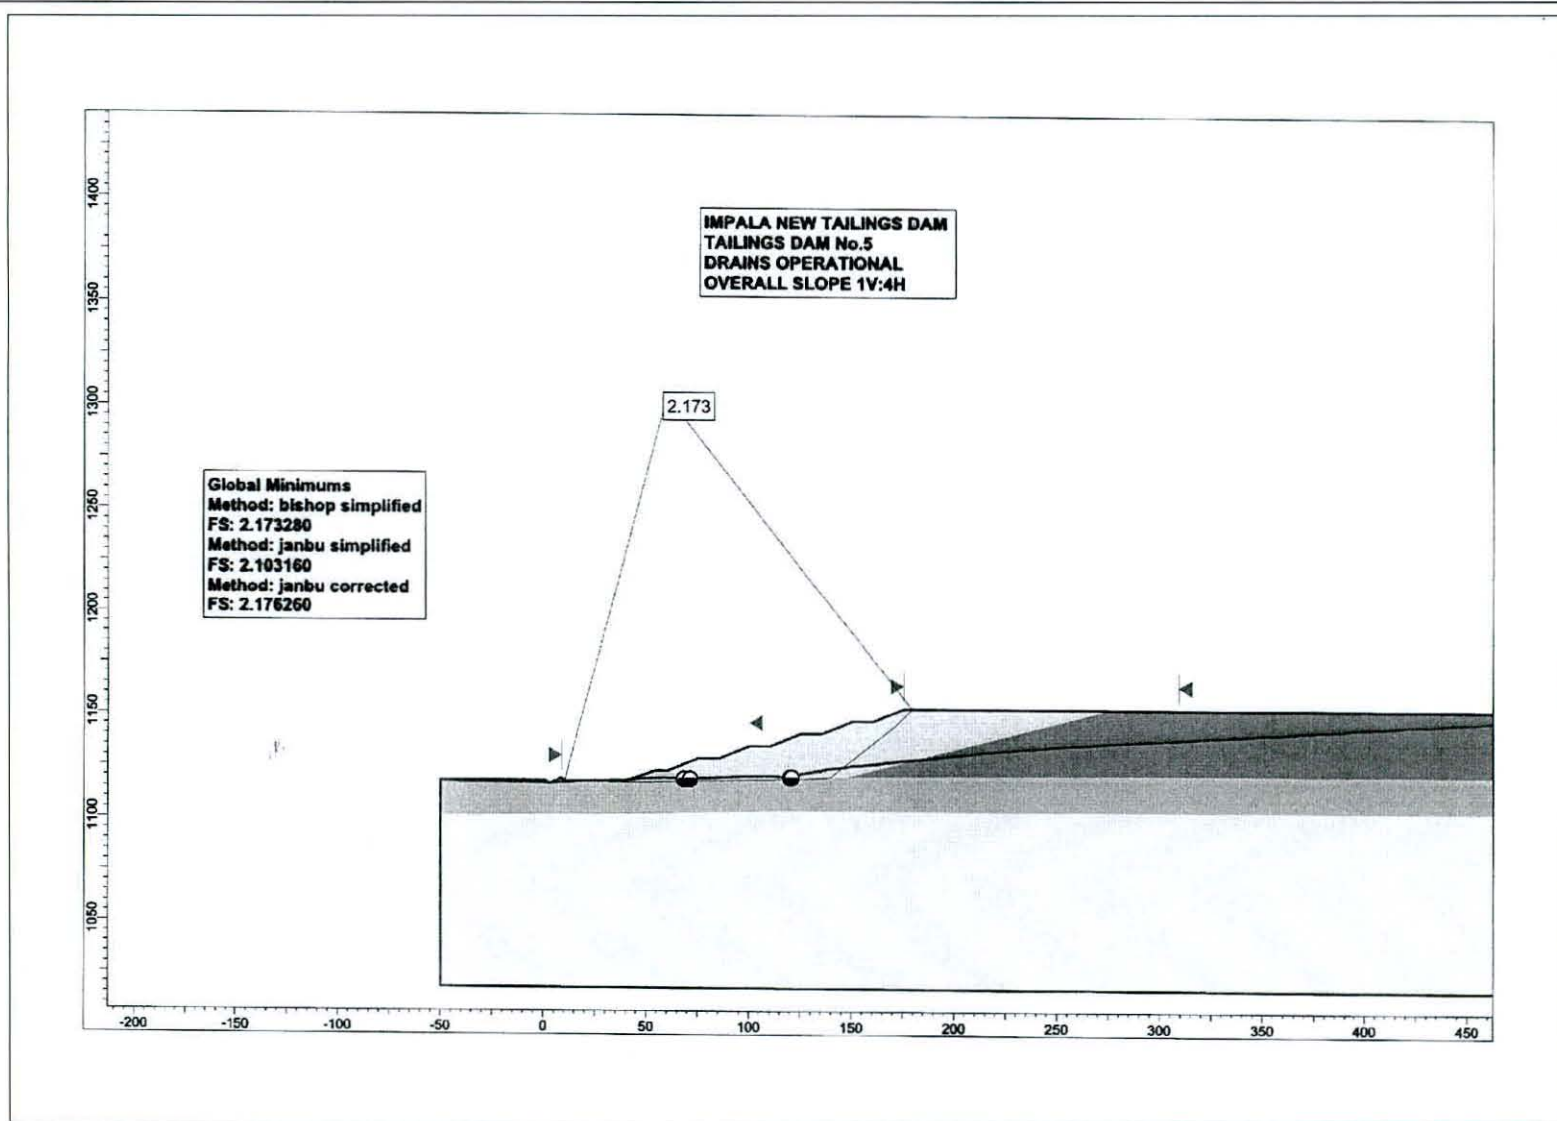 IMPALA NEW TAILINGS DAM
TAILINGS DAM No.5
DRAINS OPERATIONAL
OVERALL SLOPE 1V:4H
2.173
Global Minimums
Method: bishop simplified
FS: 2.173280
Method: janbu simplified
FS: 2.103160
Method: janbu corrected
FS: 2.176260
1400
1350
1300
1250
1200
1150
1100
1050
-200 -150 -100 -50 0 50 100 150 200 250 300 350 400 450